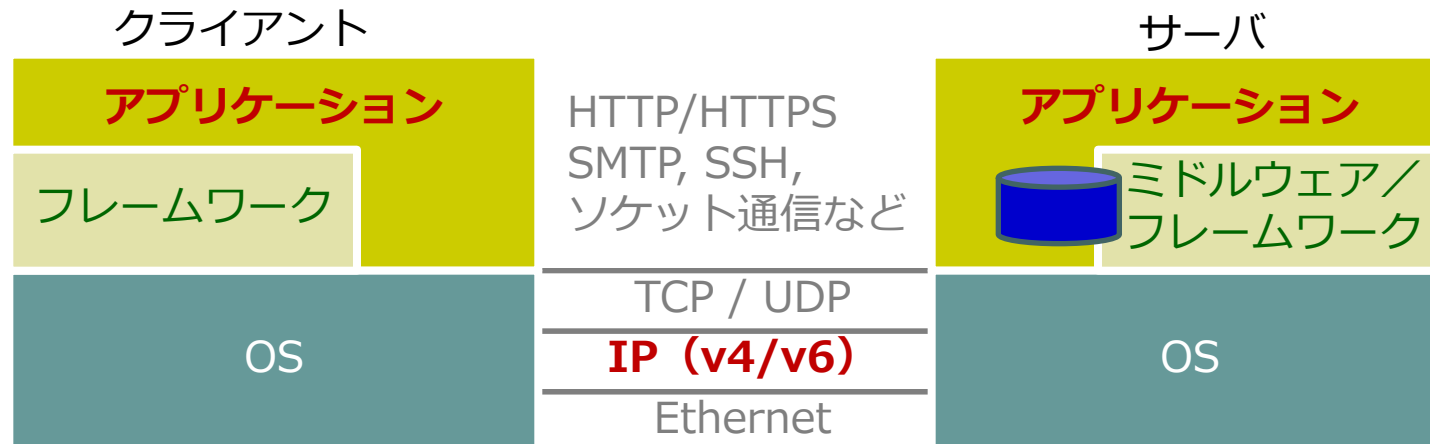 クライアント
アプリケーション
フレームワーク
OS
HTTP/HTTPS
SMTP, SSH,
ソケット通信など
TCP / UDP
IP（v4/v6）
Ethernet
サーバ
アプリケーション
ミドルウェア／
フレームワーク
OS